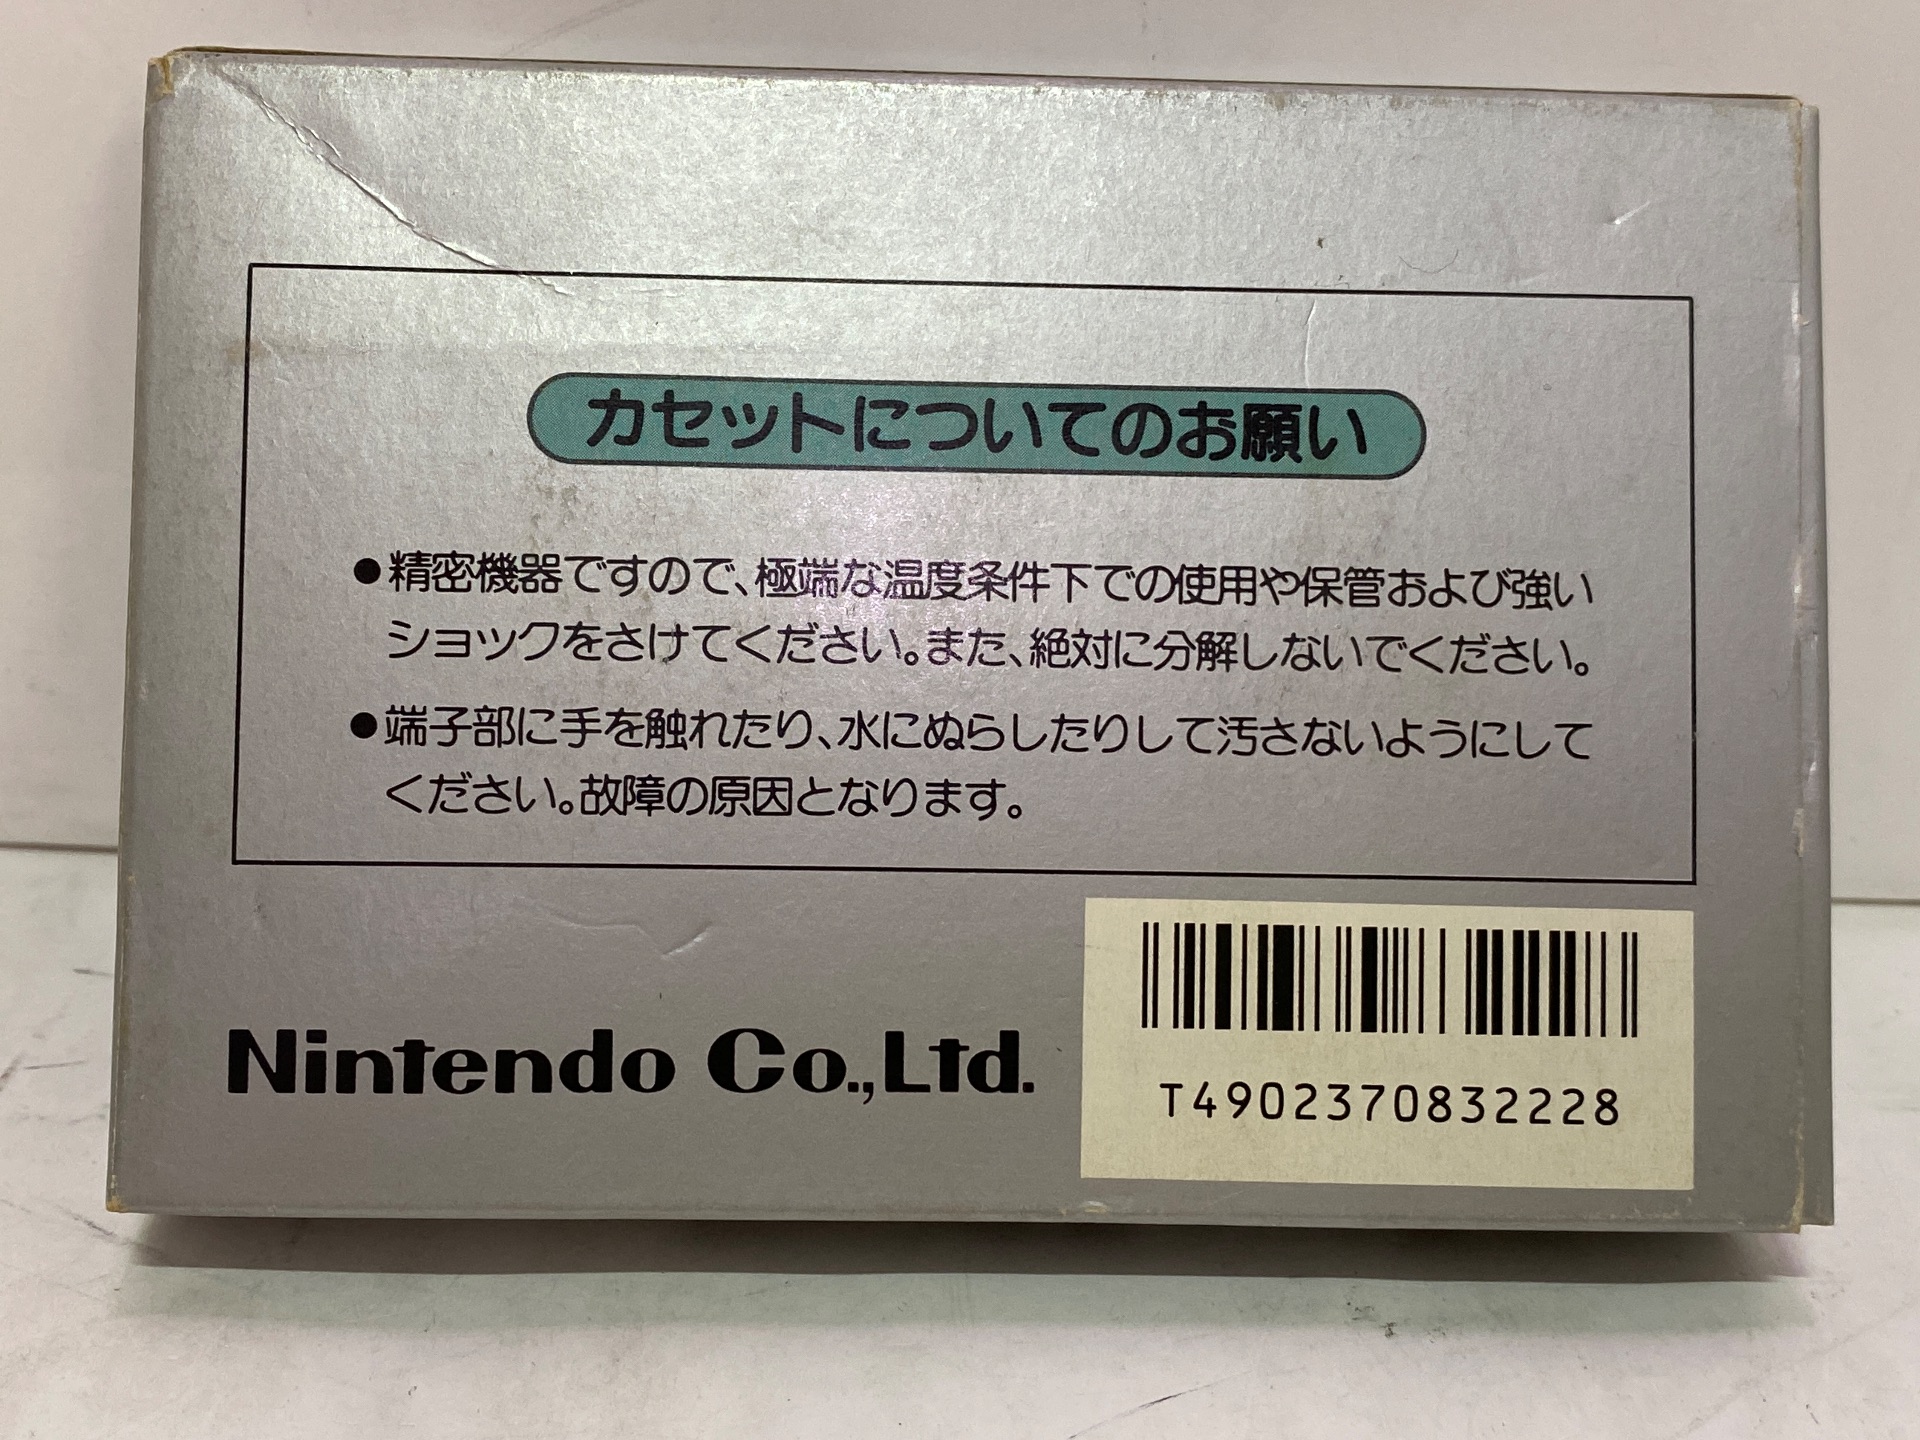 カセットについてのお願い
●精密機器ですので、極端な温度条件下での使用や保管および強い
ショックをさけてください。また、絶対に分解しないでください。
●端子部に手を触れたり、水にぬらしたりして汚さないようにして
ください。故障の原因となります。
Nintendo Co.,Ltd.
T4902370832228